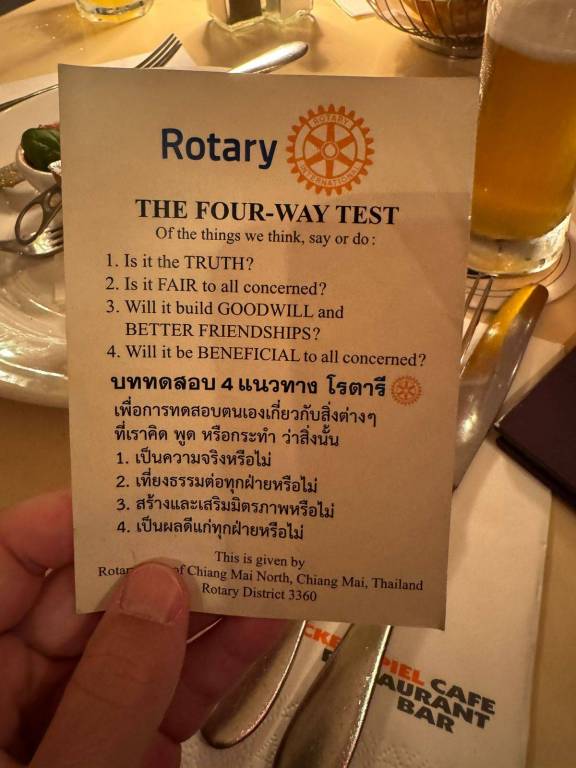 Rotary
ROTARY
INTERNATIONAL
THE FOUR-WAY TEST
Of the things we think, say or do :
1. Is it the TRUTH?
2. Is it FAIR to all concerned?
3. Will it build GOODWILL and
BETTER FRIENDSHIPS?
4. Will it be BENEFICIAL to all concerned?
บททดสอบ 4 แนวทาง โรตารี
เพื่อการทดสอบตนเองเกี่ยวกับสิ่งต่างๆ
ที่เราคิด พูด หรือกระทำ ว่าสิ่งนั้น
1. เป็นความจริงหรือไม่
2. เที่ยงธรรมต่อทุกฝ่ายหรือไม่
3. สร้างและเสริมมิตรภาพหรือไม่
4. เป็นผลดีแก่ทุกฝ่ายหรือไม่
This is given by
of Chiang Mai North, Chiang Mai, Thailand
Rotary District 3360
CAFE
BAR